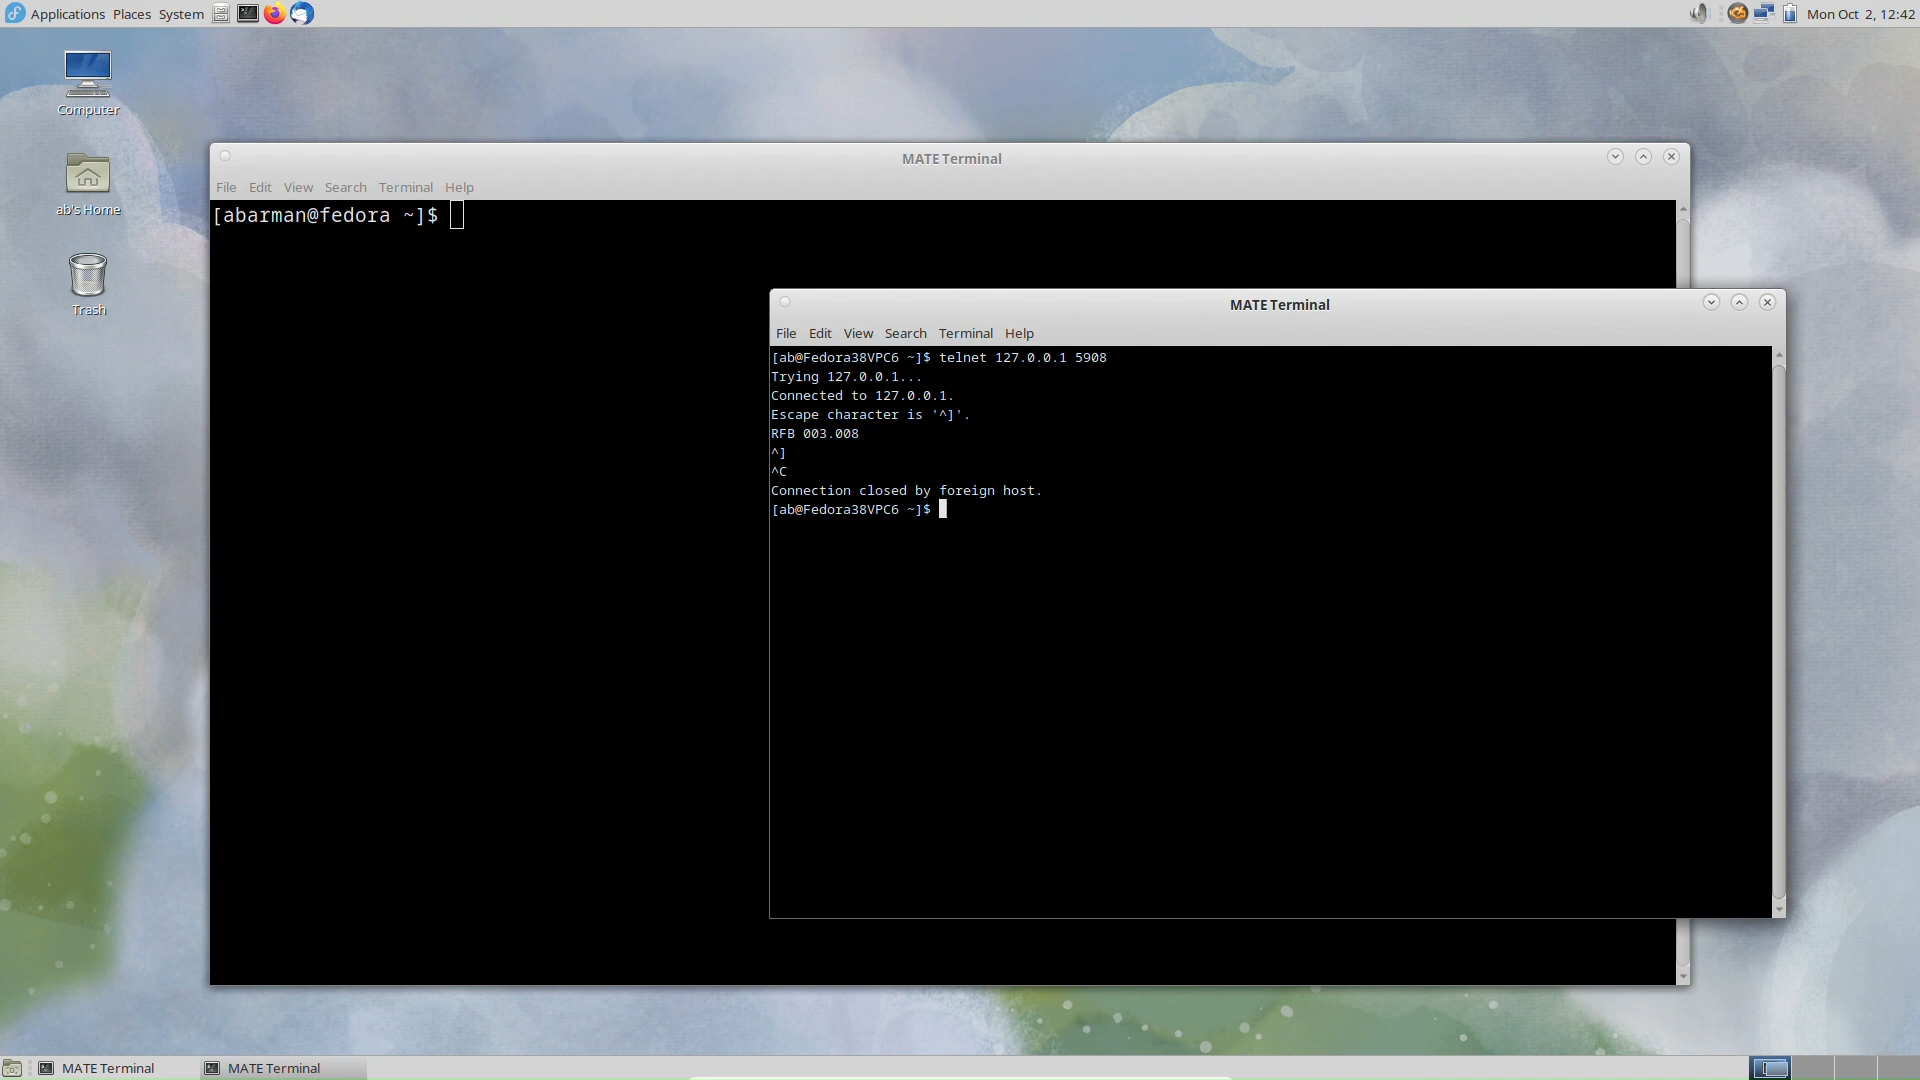 Applications Places System
Mon Oct  2, 12:42
Computer
ab's Home
Trash
MATE Terminal
File Edit View Search Terminal Help
[abarman@fedora ~]$
MATE Terminal
File Edit View Search Terminal Help
[ab@Fedora38VPC6 ~]$ telnet 127.0.0.1 5908
Trying 127.0.0.1...
Connected to 127.0.0.1.
Escape character is '^]'.
RFB 003.008
^]
^C
Connection closed by foreign host.
[ab@Fedora38VPC6 ~]$
MATE Terminal
MATE Terminal